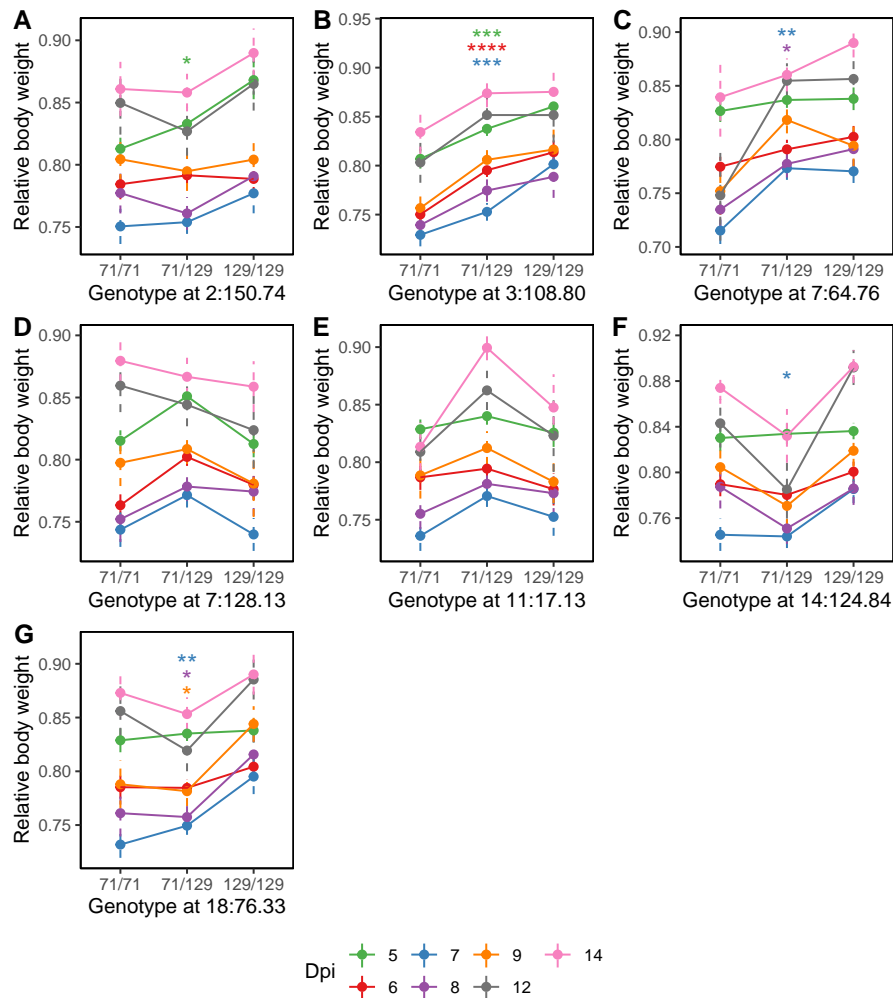 A
Relative body weight
0.90
0.85
0.80
0.75
*
71/71 71/129 129/129
Genotype at 2:150.74
B
Relative body weight
0.95
0.90
0.85
0.80
0.75
***
****
***
71/71 71/129 129/129
Genotype at 3:108.80
C
Relative body weight
0.90
0.85
0.80
0.75
0.70
**
*
71/71 71/129 129/129
Genotype at 7:64.76
D
Relative body weight
0.90
0.85
0.80
0.75
71/71 71/129 129/129
Genotype at 7:128.13
E
Relative body weight
0.90
0.85
0.80
0.75
71/71 71/129 129/129
Genotype at 11:17.13
F
Relative body weight
0.92
0.88
0.84
0.80
0.76
*
71/71 71/129 129/129
Genotype at 14:124.84
G
Relative body weight
0.90
0.85
0.80
0.75
**
*
*
71/71 71/129 129/129
Genotype at 18:76.33
Dpi
5 7 9 14
6 8 12